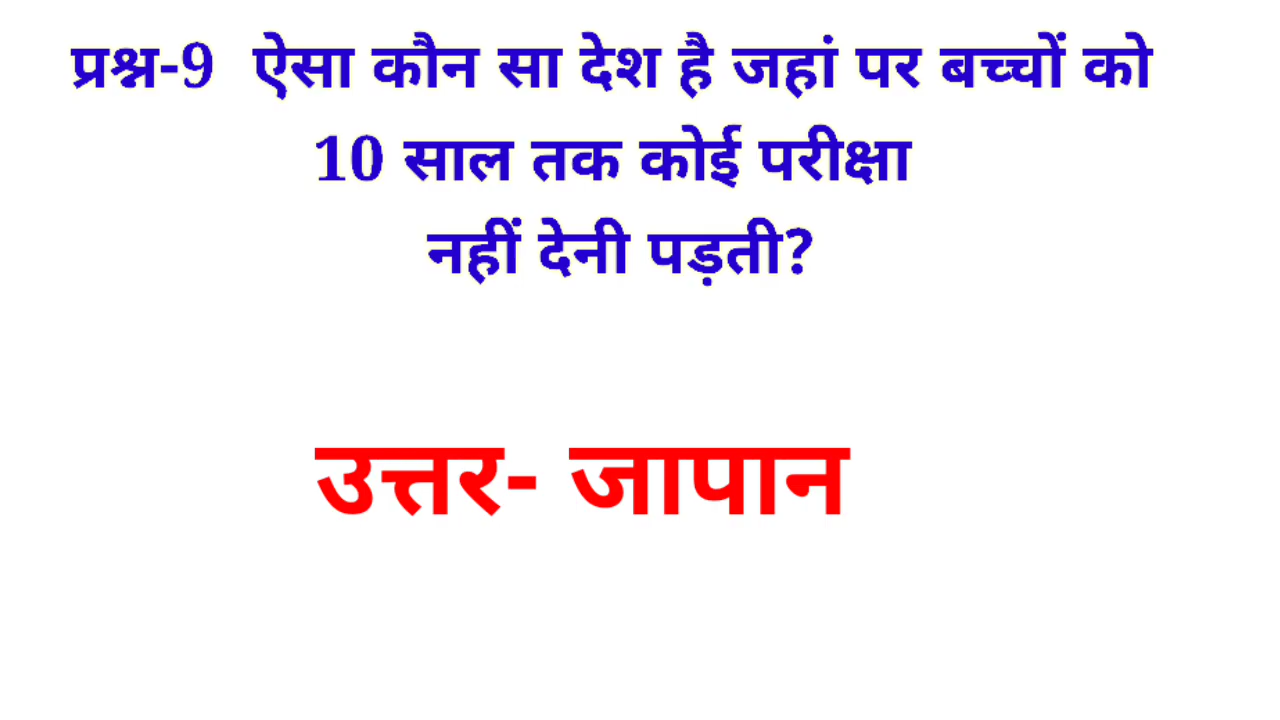 प्रश्न-9 ऐसा कौन सा देश है जहां पर बच्चों को
10 साल तक कोई परीक्षा
नहीं देनी पड़ती?
उत्तर- जापान